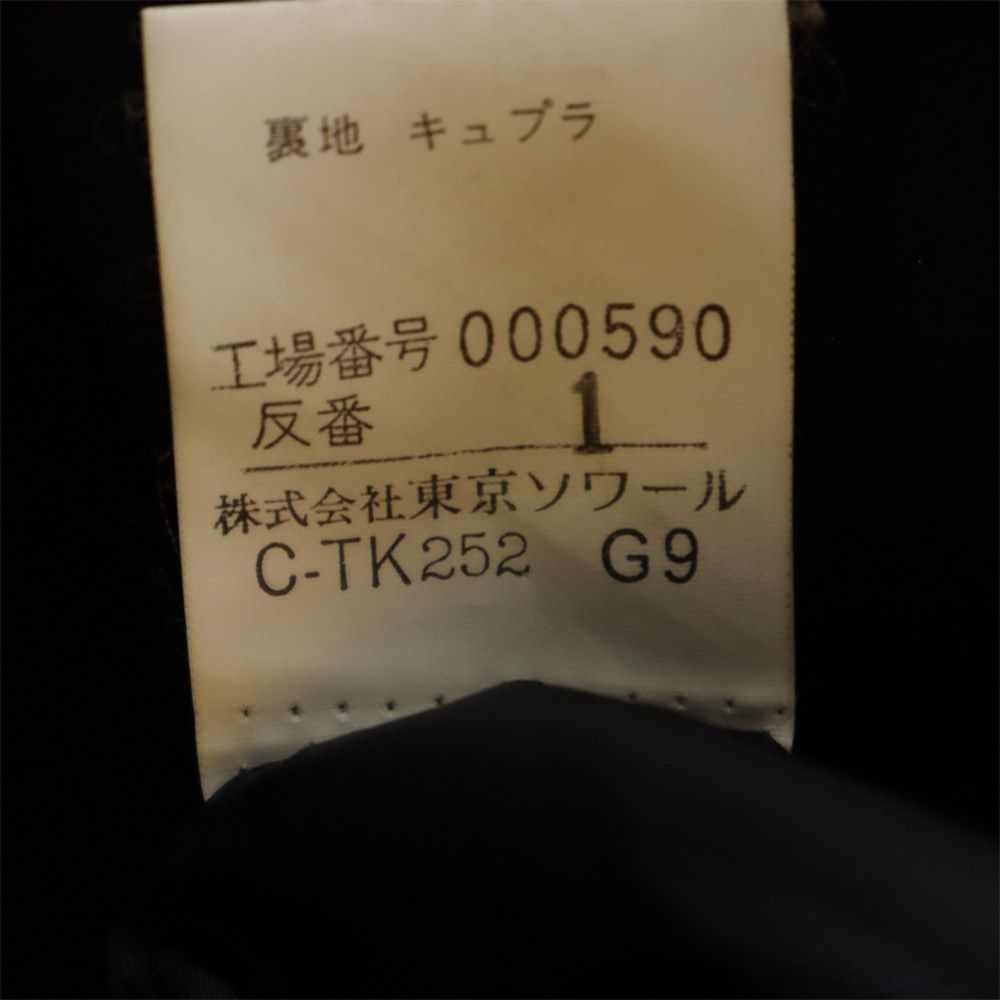 裏地 キュプラ
工場番号 000590
反番 1
株式会社東京ソワール
C-TK252 G9